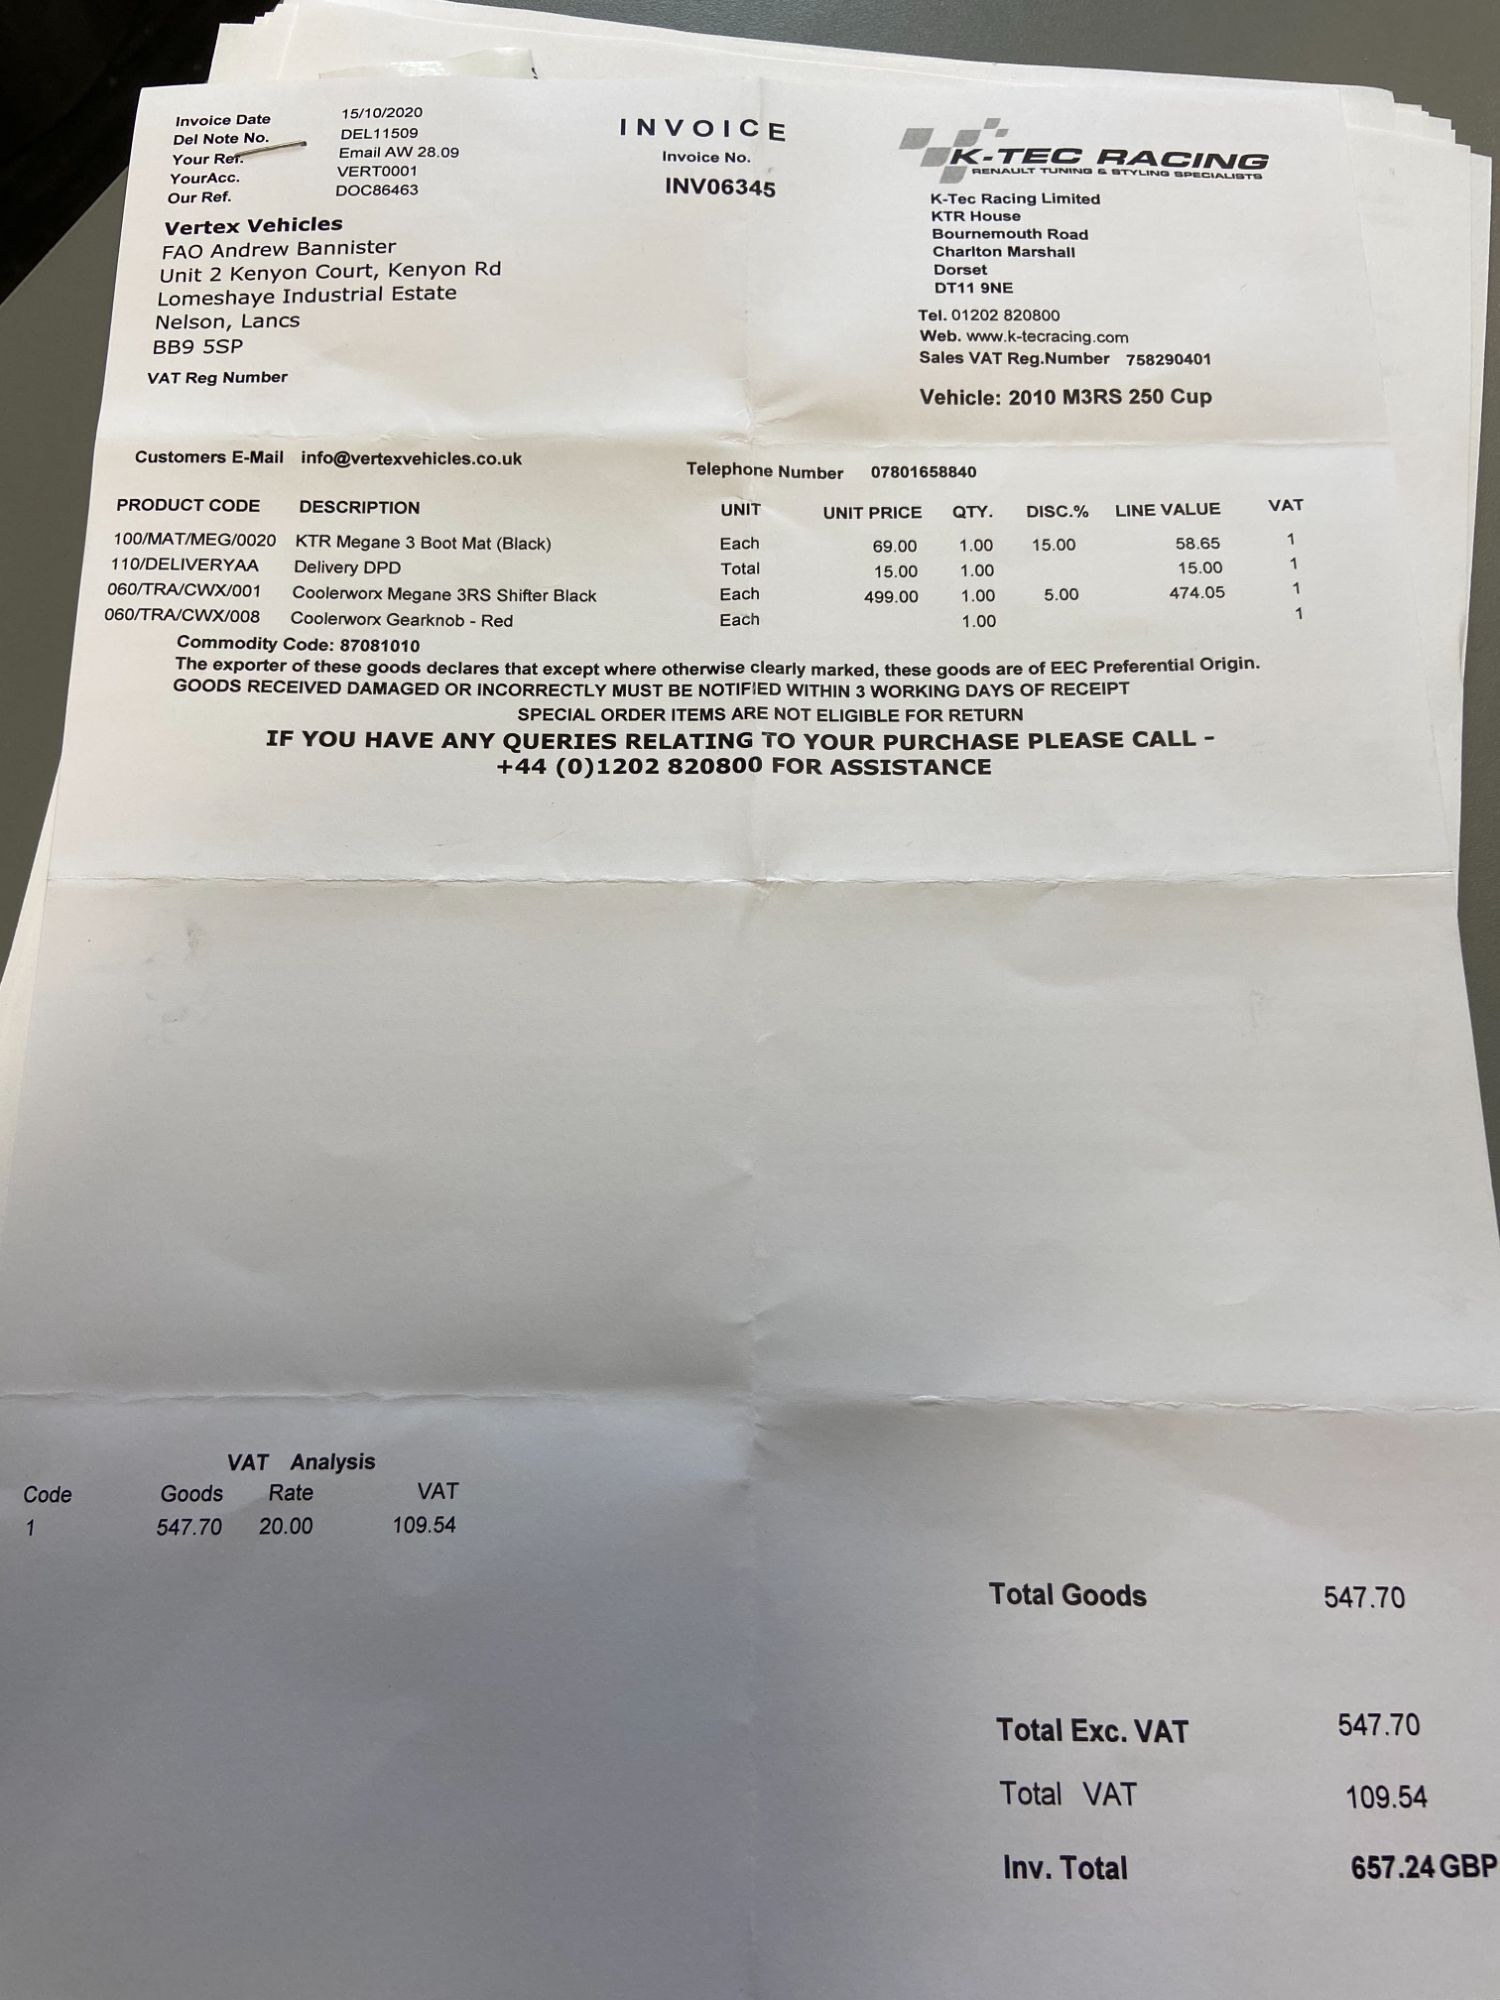 Invoice Date 15/10/2020
Del Note No. DEL11509
Your Ref. Email AW 28.09
YourAcc. VERT0001
Our Ref. DOC86463
INVOICE
Invoice No.
INV06345
K-TEC RACING
RENAULT TUNING & STYLING SPECIALISTS
K-Tec Racing Limited
KTR House
Bournemouth Road
Charlton Marshall
Dorset
DT11 9NE
Tel. 01202 820800
Web. www.k-tecracing.com
Sales VAT Reg.Number 758290401
Vehicle: 2010 M3RS 250 Cup
Vertex Vehicles
FAO Andrew Bannister
Unit 2 Kenyon Court, Kenyon Rd
Lomeshaye Industrial Estate
Nelson, Lancs
BB9 5SP
VAT Reg Number
Customers E-Mail info@vertexvehicles.co.uk Telephone Number 07801658840
PRODUCT CODE DESCRIPTION UNIT UNIT PRICE QTY. DISC.% LINE VALUE VAT
100/MAT/MEG/0020 KTR Megane 3 Boot Mat (Black) Each 69.00 1.00 15.00 58.65 1
110/DELIVERYAA Delivery DPD Total 15.00 1.00 15.00 1
060/TRA/CWX/001 Coolerworx Megane 3RS Shifter Black Each 499.00 1.00 5.00 474.05 1
060/TRA/CWX/008 Coolerworx Gearknob - Red Each 1.00 1
Commodity Code: 87081010
The exporter of these goods declares that except where otherwise clearly marked, these goods are of EEC Preferential Origin.
GOODS RECEIVED DAMAGED OR INCORRECTLY MUST BE NOTIFIED WITHIN 3 WORKING DAYS OF RECEIPT
SPECIAL ORDER ITEMS ARE NOT ELIGIBLE FOR RETURN
IF YOU HAVE ANY QUERIES RELATING TO YOUR PURCHASE PLEASE CALL -
+44 (0)1202 820800 FOR ASSISTANCE
VAT Analysis
Code Goods Rate VAT
1 547.70 20.00 109.54
Total Goods 547.70
Total Exc. VAT 547.70
Total VAT 109.54
Inv. Total 657.24 GBP